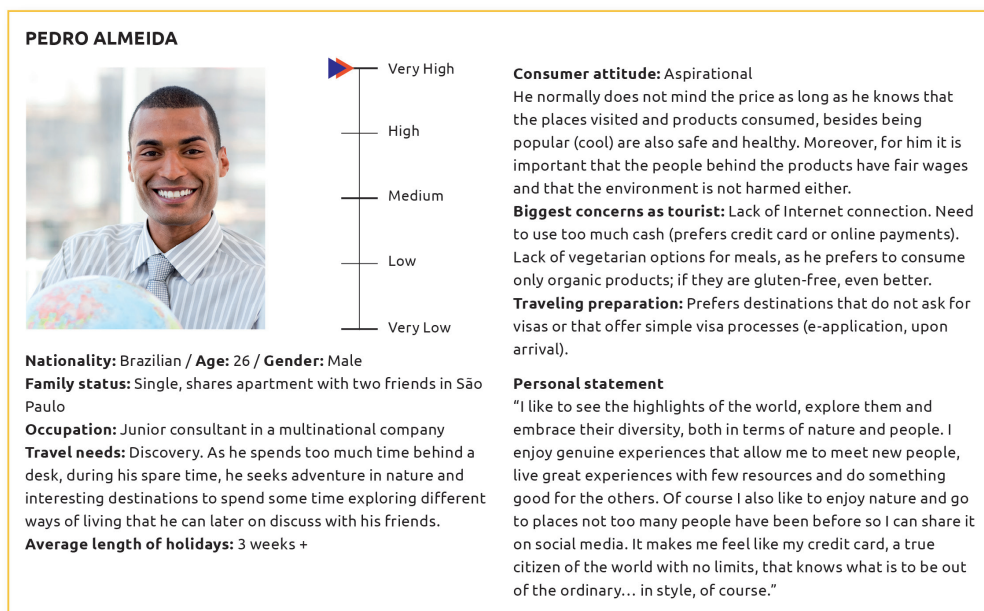 PEDRO ALMEIDA
Very High
High
Medium
Low
Very Low
Nationality: Brazilian / Age: 26 / Gender: Male
Family status: Single, shares apartment with two friends in São
Paulo
Occupation: Junior consultant in a multinational company
Travel needs: Discovery. As he spends too much time behind a
desk, during his spare time, he seeks adventure in nature and
interesting destinations to spend some time exploring different
ways of living that he can later on discuss with his friends.
Average length of holidays: 3 weeks +
Consumer attitude: Aspirational
He normally does not mind the price as long as he knows that
the places visited and products consumed, besides being
popular (cool) are also safe and healthy. Moreover, for him it is
important that the people behind the products have fair wages
and that the environment is not harmed either.
Biggest concerns as tourist: Lack of Internet connection. Need
to use too much cash (prefers credit card or online payments).
Lack of vegetarian options for meals, as he prefers to consume
only organic products; if they are gluten-free, even better.
Traveling preparation: Prefers destinations that do not ask for
visas or that offer simple visa processes (e-application, upon
arrival).
Personal statement
“I like to see the highlights of the world, explore them and
embrace their diversity, both in terms of nature and people. I
enjoy genuine experiences that allow me to meet new people,
live great experiences with few resources and do something
good for the others. Of course I also like to enjoy nature and go
to places not too many people have been before so I can share it
on social media. It makes me feel like my credit card, a true
citizen of the world with no limits, that knows what is to be out
of the ordinary… in style, of course.”